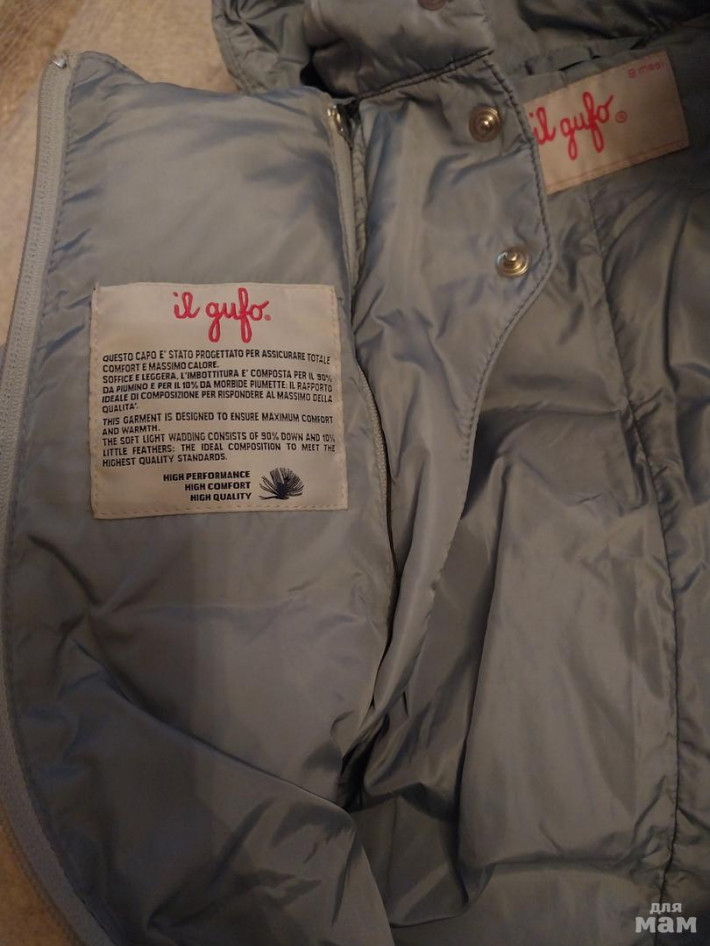 9 mesi
il gufo®
il gufo®
QUESTO CAPO E' STATO PROGETTATO PER ASSICURARE TOTALE
COMFORT E MASSIMO CALORE.
SOFFICE E LEGGERA, L'IMBOTTITURA E' COMPOSTA PER IL 90%
DA PIUMINO E PER IL 10% DA MORBIDE PIUMETTE: IL RAPPORTO
IDEALE DI COMPOSIZIONE PER RISPONDERE AL MASSIMO DELLA
QUALITA'.
THIS GARMENT IS DESIGNED TO ENSURE MAXIMUM COMFORT
AND WARMTH.
THE SOFT LIGHT WADDING CONSISTS OF 90% DOWN AND 10%
LITTLE FEATHERS: THE IDEAL COMPOSITION TO MEET THE
HIGHEST QUALITY STANDARDS.
HIGH PERFORMANCE
HIGH COMFORT
HIGH QUALITY
для
мам